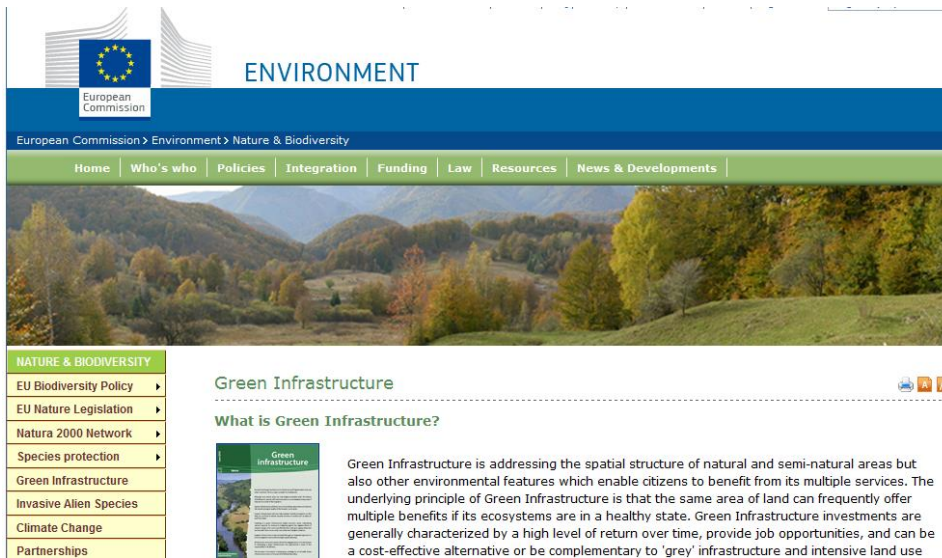 ENVIRONMENT
European
Commission
European Commission > Environment > Nature & Biodiversity
Home
Who's who
Policies
Integration
Funding
Law
Resources
News & Developments
NATURE & BIODIVERSITY
EU Biodiversity Policy
EU Nature Legislation
Natura 2000 Network
Species protection
Green Infrastructure
Invasive Alien Species
Climate Change
Partnerships
Green Infrastructure
What is Green Infrastructure?
Green
infrastructure
Green Infrastructure is addressing the spatial structure of natural and semi-natural areas but
also other environmental features which enable citizens to benefit from its multiple services. The
underlying principle of Green Infrastructure is that the same area of land can frequently offer
multiple benefits if its ecosystems are in a healthy state. Green Infrastructure investments are
generally characterized by a high level of return over time, provide job opportunities, and can be
a cost-effective alternative or be complementary to 'grey' infrastructure and intensive land use